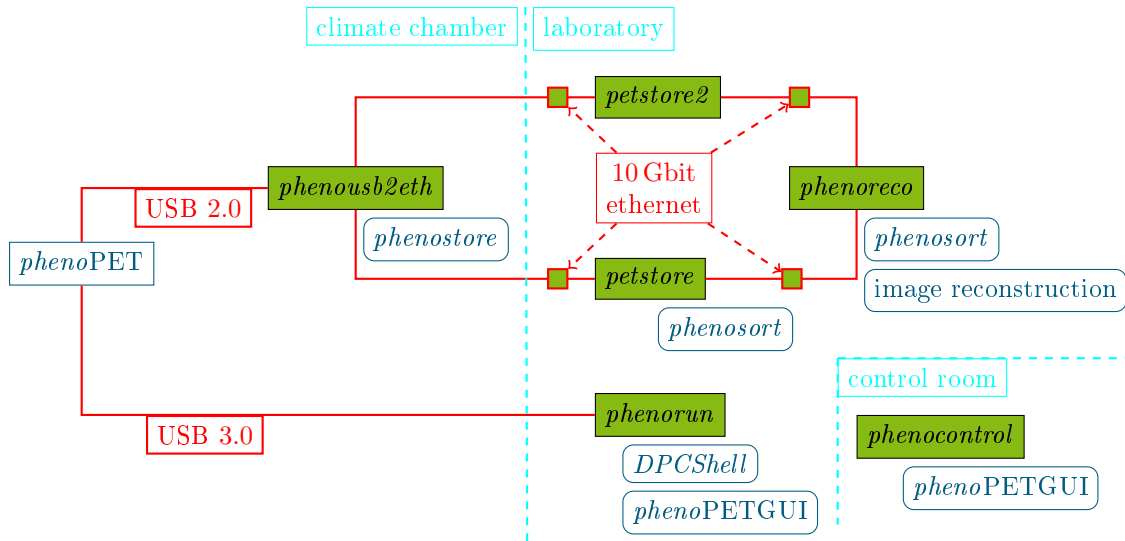 climate chamber
laboratory
petstore2
10 Gbit
ethernet
phenousb2eth
phenoreco
USB 2.0
phenostore
phenosort
phenoPET
petstore
image reconstruction
phenosort
control room
phenorun
USB 3.0
phenocontrol
DPCShell
phenoPETGUI
phenoPETGUI